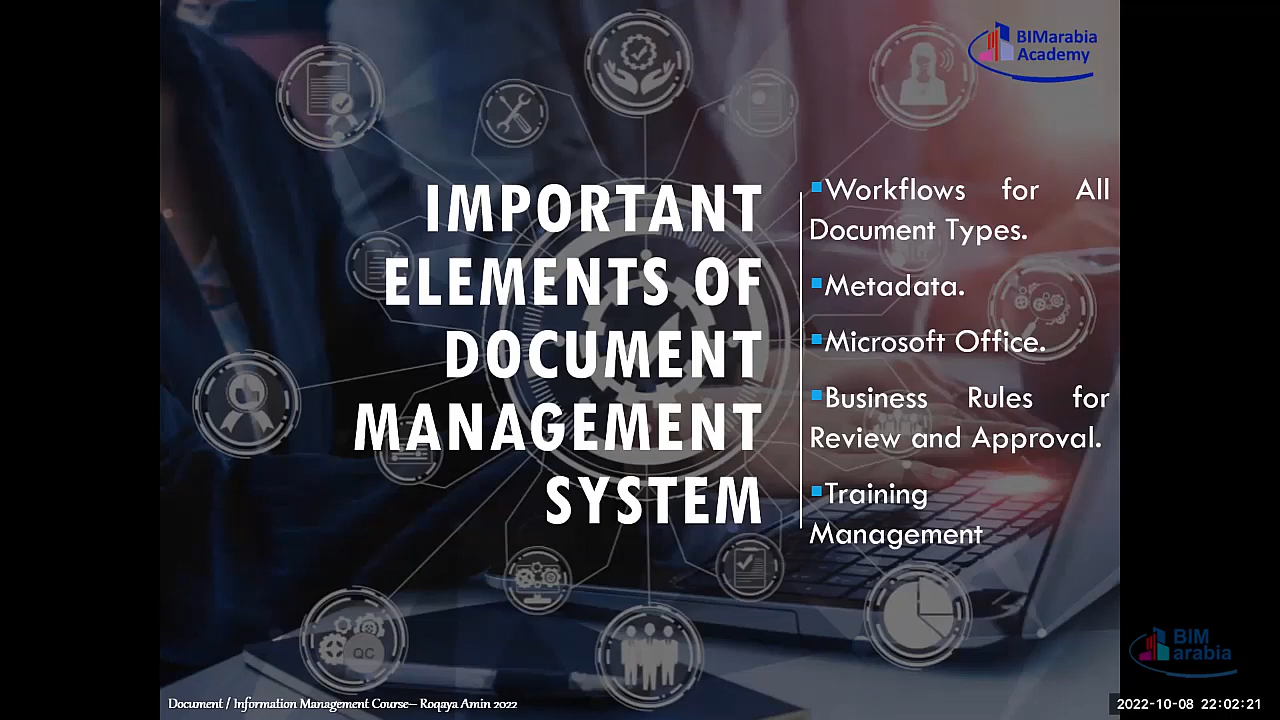 BIMarabia
Academy
IMPORTANT
ELEMENTS OF
DOCUMENT
MANAGEMENT
SYSTEM
▪Workflows for All
Document Types.
▪Metadata.
▪Microsoft Office.
▪Business Rules for
Review and Approval.
▪Training
Management
QC
BIM
arabia
Document / Information Management Course– Roqaya Amin 2022
2022-10-08 22:02:21